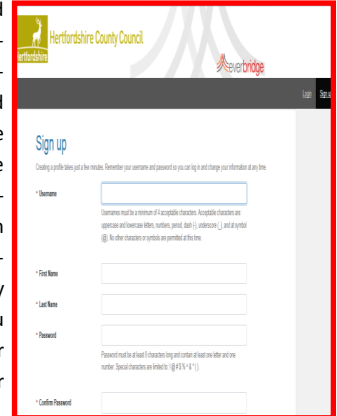 Hertfordshire County Council
Hertfordshire
everbridge
Login Sign up
Sign up
Creating a profile takes just a few minutes. Remember your username and password so you can log in and change your information at any time.
* Username
Usernames must be a minimum of 4 acceptable characters. Acceptable characters are
uppercase and lowercase letters, numbers, period, dash (-), underscore (_), and at symbol
(@). No other characters or symbols are permitted at this time.
* First Name
* Last Name
* Password
Password must be at least 8 characters long and contain at least one letter and one
number. Special characters are limited to: ! @ # $ % ^ & * ( )
* Confirm Password